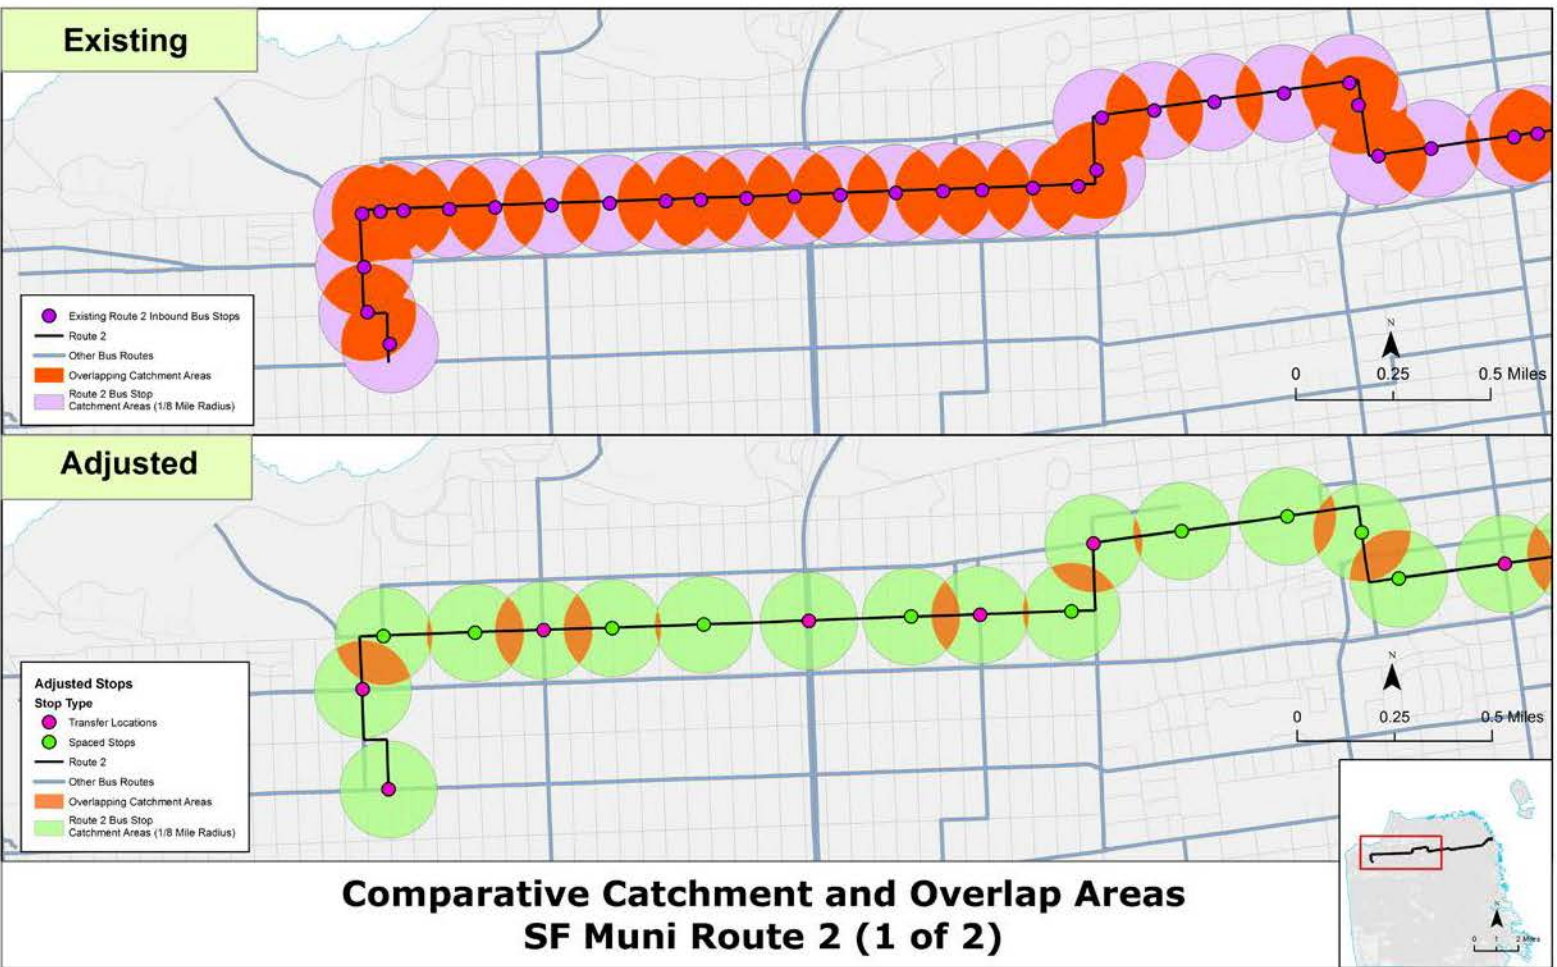 Existing
Existing Route 2 Inbound Bus Stops
Route 2
Other Bus Routes
Overlapping Catchment Areas
Route 2 Bus Stop
Catchment Areas (1/8 Mile Radius)
N
0 0.25 0.5 Miles
Adjusted
Adjusted Stops
Stop Type
Transfer Locations
Spaced Stops
Route 2
Other Bus Routes
Overlapping Catchment Areas
Route 2 Bus Stop
Catchment Areas (1/8 Mile Radius)
N
0 0.25 0.5 Miles
Comparative Catchment and Overlap Areas
SF Muni Route 2 (1 of 2)
N
0 1 2 Miles